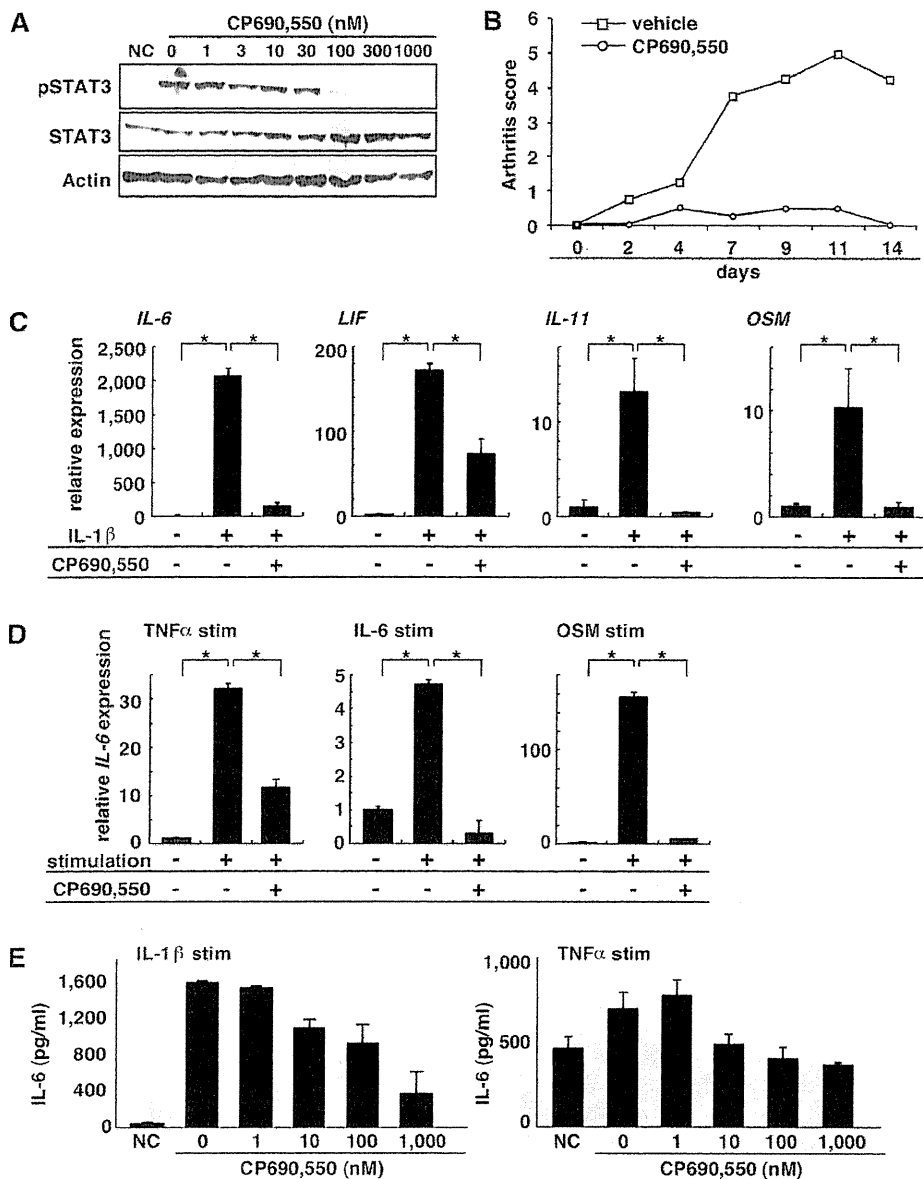 A
CP690,550 (nM)
NC 0 1 3 10 30 100 300 1000
pSTAT3
STAT3
Actin
B
vehicle
CP690,550
Arthritis score
6
5
4
3
2
1
0
0 2 4 7 9 11 14
days
C
IL-6
LIF
IL-11
OSM
* * * * * * * *
relative expression
2,500
2,000
1,500
1,000
500
0
200
100
0
10
0
10
0
IL-1β - + + - + + - + + - + +
CP690,550 - - + - - + - - + - - +
D
TNFα stim
IL-6 stim
OSM stim
* * * * * *
relative IL-6 expression
30
20
10
0
5
4
3
2
1
0
100
0
stimulation - + + - + + - + +
CP690,550 - - + - - + - - +
E
IL-1β stim
IL-6 (pg/ml)
1,600
1,200
800
400
0
NC 0 1 10 100 1,000
CP690,550 (nM)
TNFα stim
IL-6 (pg/ml)
1,000
500
0
NC 0 1 10 100 1,000
CP690,550 (nM)